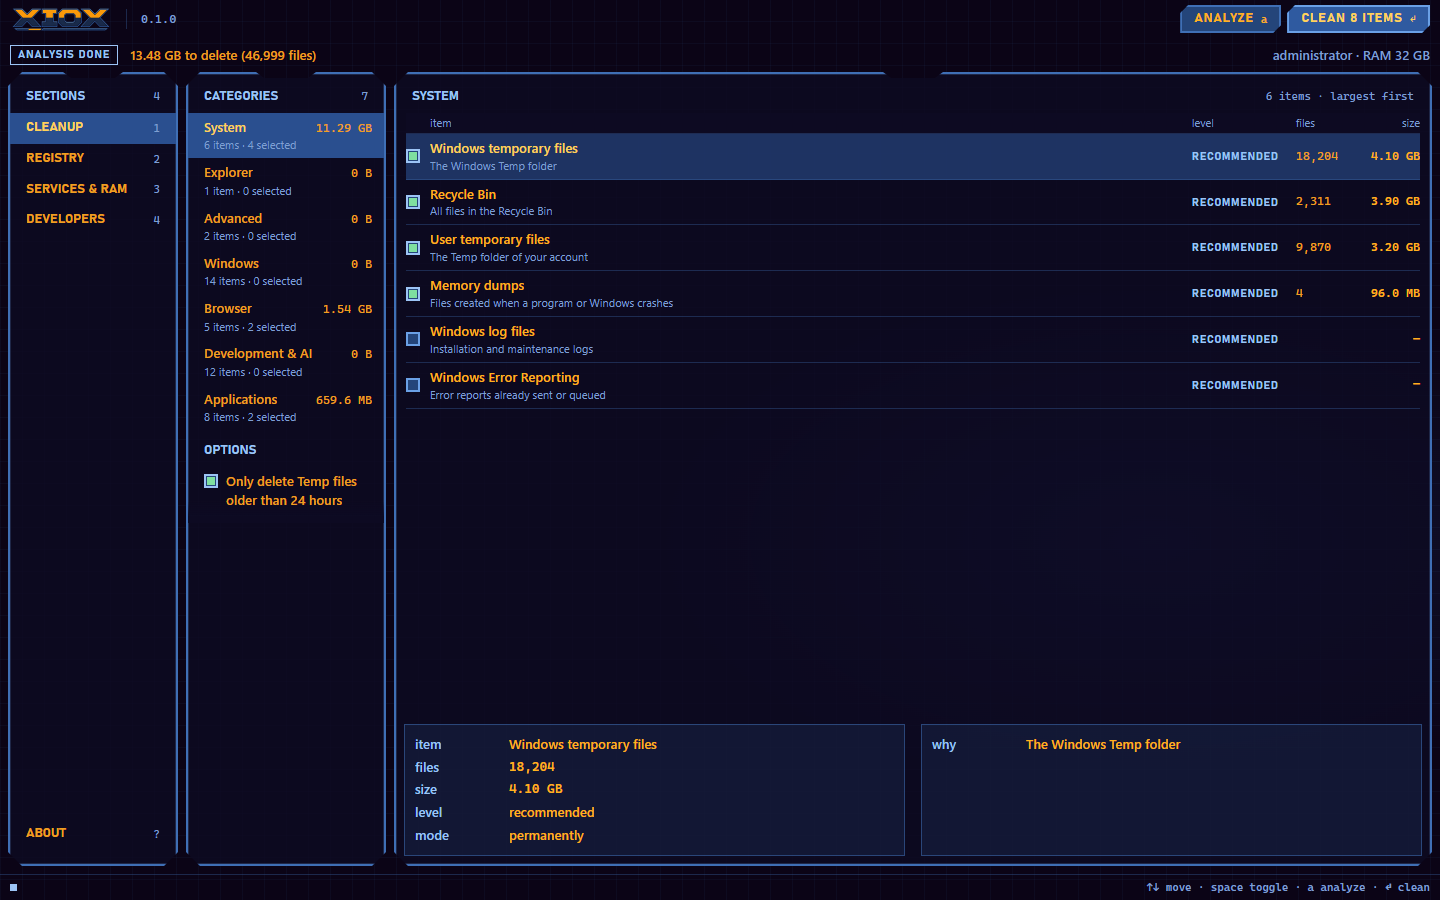 XIOX
0.1.0
ANALYZE a
CLEAN 8 ITEMS ↲
ANALYSIS DONE
13.48 GB to delete (46,999 files)
administrator · RAM 32 GB
SECTIONS 4
CLEANUP 1
REGISTRY 2
SERVICES & RAM 3
DEVELOPERS 4
ABOUT ?
CATEGORIES 7
System 11.29 GB
6 items · 4 selected
Explorer 0 B
1 item · 0 selected
Advanced 0 B
2 items · 0 selected
Windows 0 B
14 items · 0 selected
Browser 1.54 GB
5 items · 2 selected
Development & AI 0 B
12 items · 0 selected
Applications 659.6 MB
8 items · 2 selected
OPTIONS
Only delete Temp files
older than 24 hours
SYSTEM 6 items · largest first
item level files size
Windows temporary files
The Windows Temp folder
RECOMMENDED 18,204 4.10 GB
Recycle Bin
All files in the Recycle Bin
RECOMMENDED 2,311 3.90 GB
User temporary files
The Temp folder of your account
RECOMMENDED 9,870 3.20 GB
Memory dumps
Files created when a program or Windows crashes
RECOMMENDED 4 96.0 MB
Windows log files
Installation and maintenance logs
RECOMMENDED –
Windows Error Reporting
Error reports already sent or queued
RECOMMENDED –
item Windows temporary files
files 18,204
size 4.10 GB
level recommended
mode permanently
why The Windows Temp folder
↑↓ move · space toggle · a analyze · ↲ clean